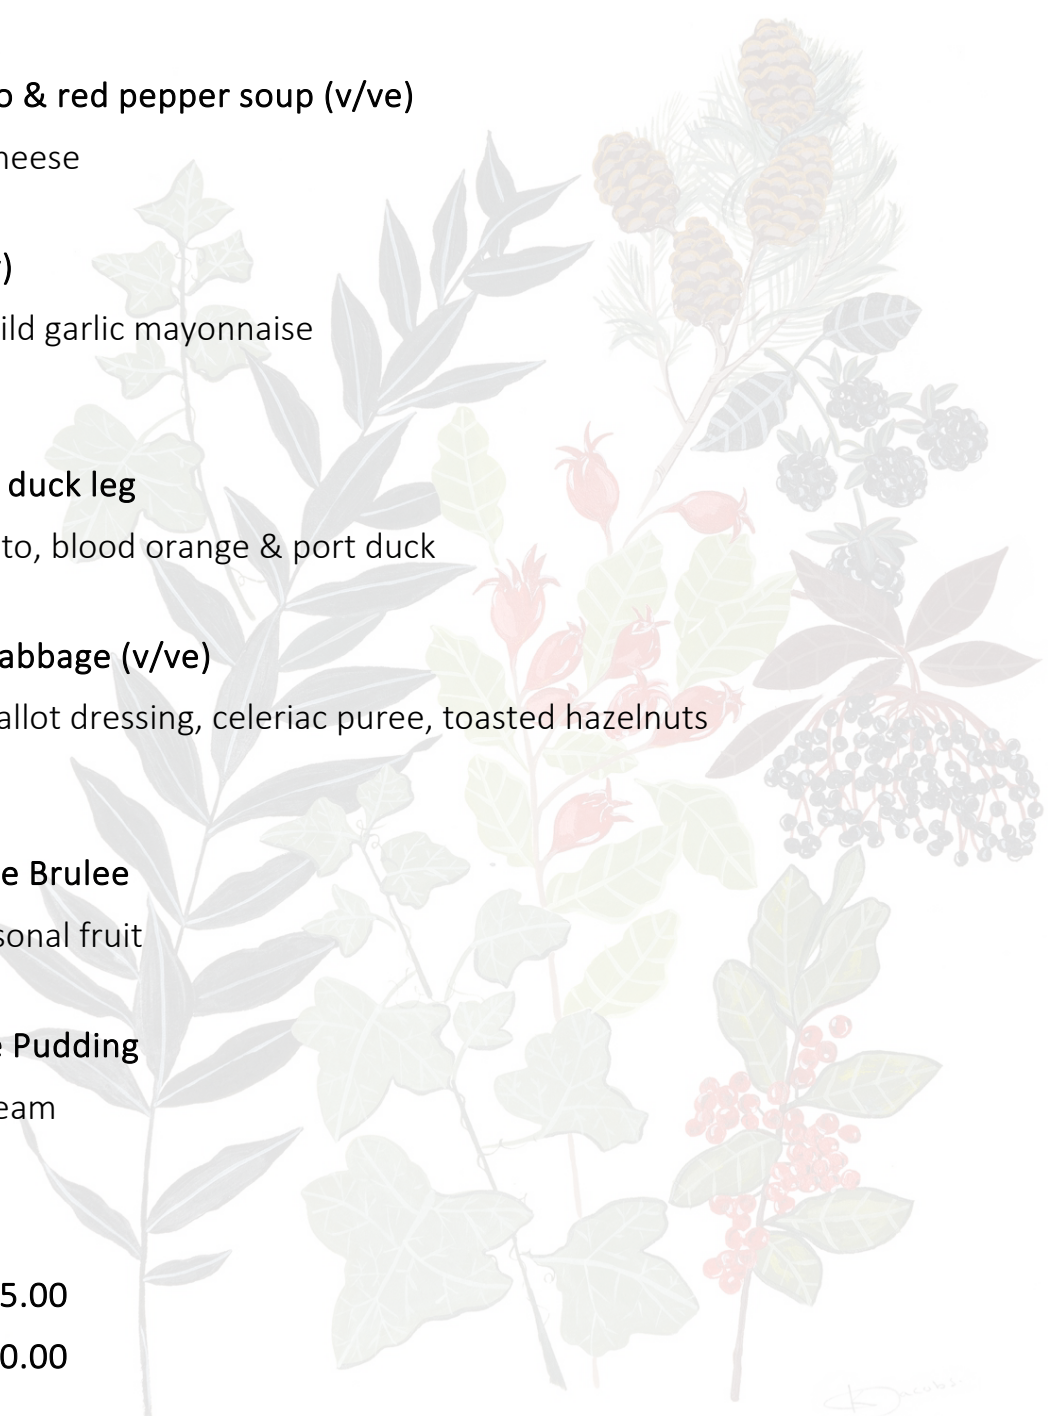 o & red pepper soup (v/ve)
heese
)
ild garlic mayonnaise
duck leg
to, blood orange & port duck
abbage (v/ve)
allot dressing, celeriac puree, toasted hazelnuts
e Brulee
sonal fruit
e Pudding
eam
5.00
0.00